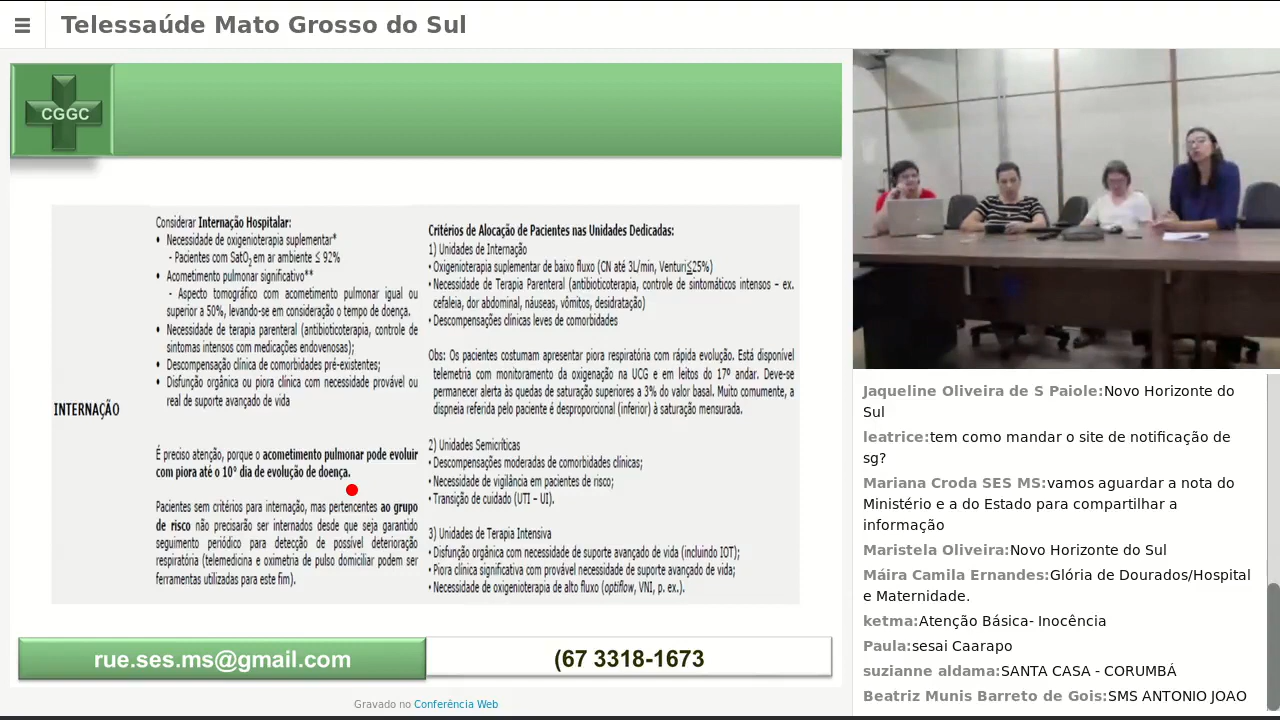 Telessaúde Mato Grosso do Sul
CGGC
INTERNAÇÃO
Considerar Internação Hospitalar:
• Necessidade de oxigenioterapia suplementar*
- Pacientes com SatO2 em ar ambiente ≤ 92%
• Acometimento pulmonar significativo**
- Aspecto tomográfico com acometimento pulmonar igual ou
superior a 50%, levando-se em consideração o tempo de doença.
• Necessidade de terapia parenteral (antibioticoterapia, controle de
sintomas intensos com medicações endovenosas);
• Descompensação clínica de comorbidades pré-existentes;
• Disfunção orgânica ou piora clínica com necessidade provável ou
real de suporte avançado de vida
É preciso atenção, porque o acometimento pulmonar pode evoluir
com piora até o 10° dia de evolução de doença.
Pacientes sem critérios para internação, mas pertencentes ao grupo
de risco não precisarão ser internados desde que seja garantido
seguimento periódico para detecção de possível deterioração
respiratória (telemedicina e oximetria de pulso domiciliar podem ser
ferramentas utilizadas para este fim).
Critérios de Alocação de Pacientes nas Unidades Dedicadas:
1) Unidades de Internação
• Oxigenioterapia suplementar de baixo fluxo (CN até 3L/min, Venturi≤25%)
• Necessidade de Terapia Parenteral (antibioticoterapia, controle de sintomáticos intensos – ex.
cefaleia, dor abdominal, náuseas, vômitos, desidratação)
• Descompensações clínicas leves de comorbidades
Obs: Os pacientes costumam apresentar piora respiratória com rápida evolução. Está disponível
telemetria com monitoramento da oxigenação na UCG e em leitos do 17º andar. Deve-se
permanecer alerta às quedas de saturação superiores a 3% do valor basal. Muito comumente, a
dispneia referida pelo paciente é desproporcional (inferior) à saturação mensurada.
2) Unidades Semicríticas
• Descompensações moderadas de comorbidades clínicas;
• Necessidade de vigilância em pacientes de risco;
• Transição de cuidado (UTI – UI).
3) Unidades de Terapia Intensiva
• Disfunção orgânica com necessidade de suporte avançado de vida (incluindo IOT);
• Piora clínica significativa com provável necessidade de suporte avançado de vida;
• Necessidade de oxigenioterapia de alto fluxo (optiflow, VNI, p. ex.).
rue.ses.ms@gmail.com
(67 3318-1673
Gravado no Conferência Web
Jaqueline Oliveira de S Paiole:Novo Horizonte do
Sul
leatrice:tem como mandar o site de notificação de
sg?
Mariana Croda SES MS:vamos aguardar a nota do
Ministério e a do Estado para compartilhar a
informação
Maristela Oliveira:Novo Horizonte do Sul
Máira Camila Ernandes:Glória de Dourados/Hospital
e Maternidade.
ketma:Atenção Básica- Inocência
Paula:sesai Caarapo
suzianne aldama:SANTA CASA - CORUMBÁ
Beatriz Munis Barreto de Gois:SMS ANTONIO JOAO